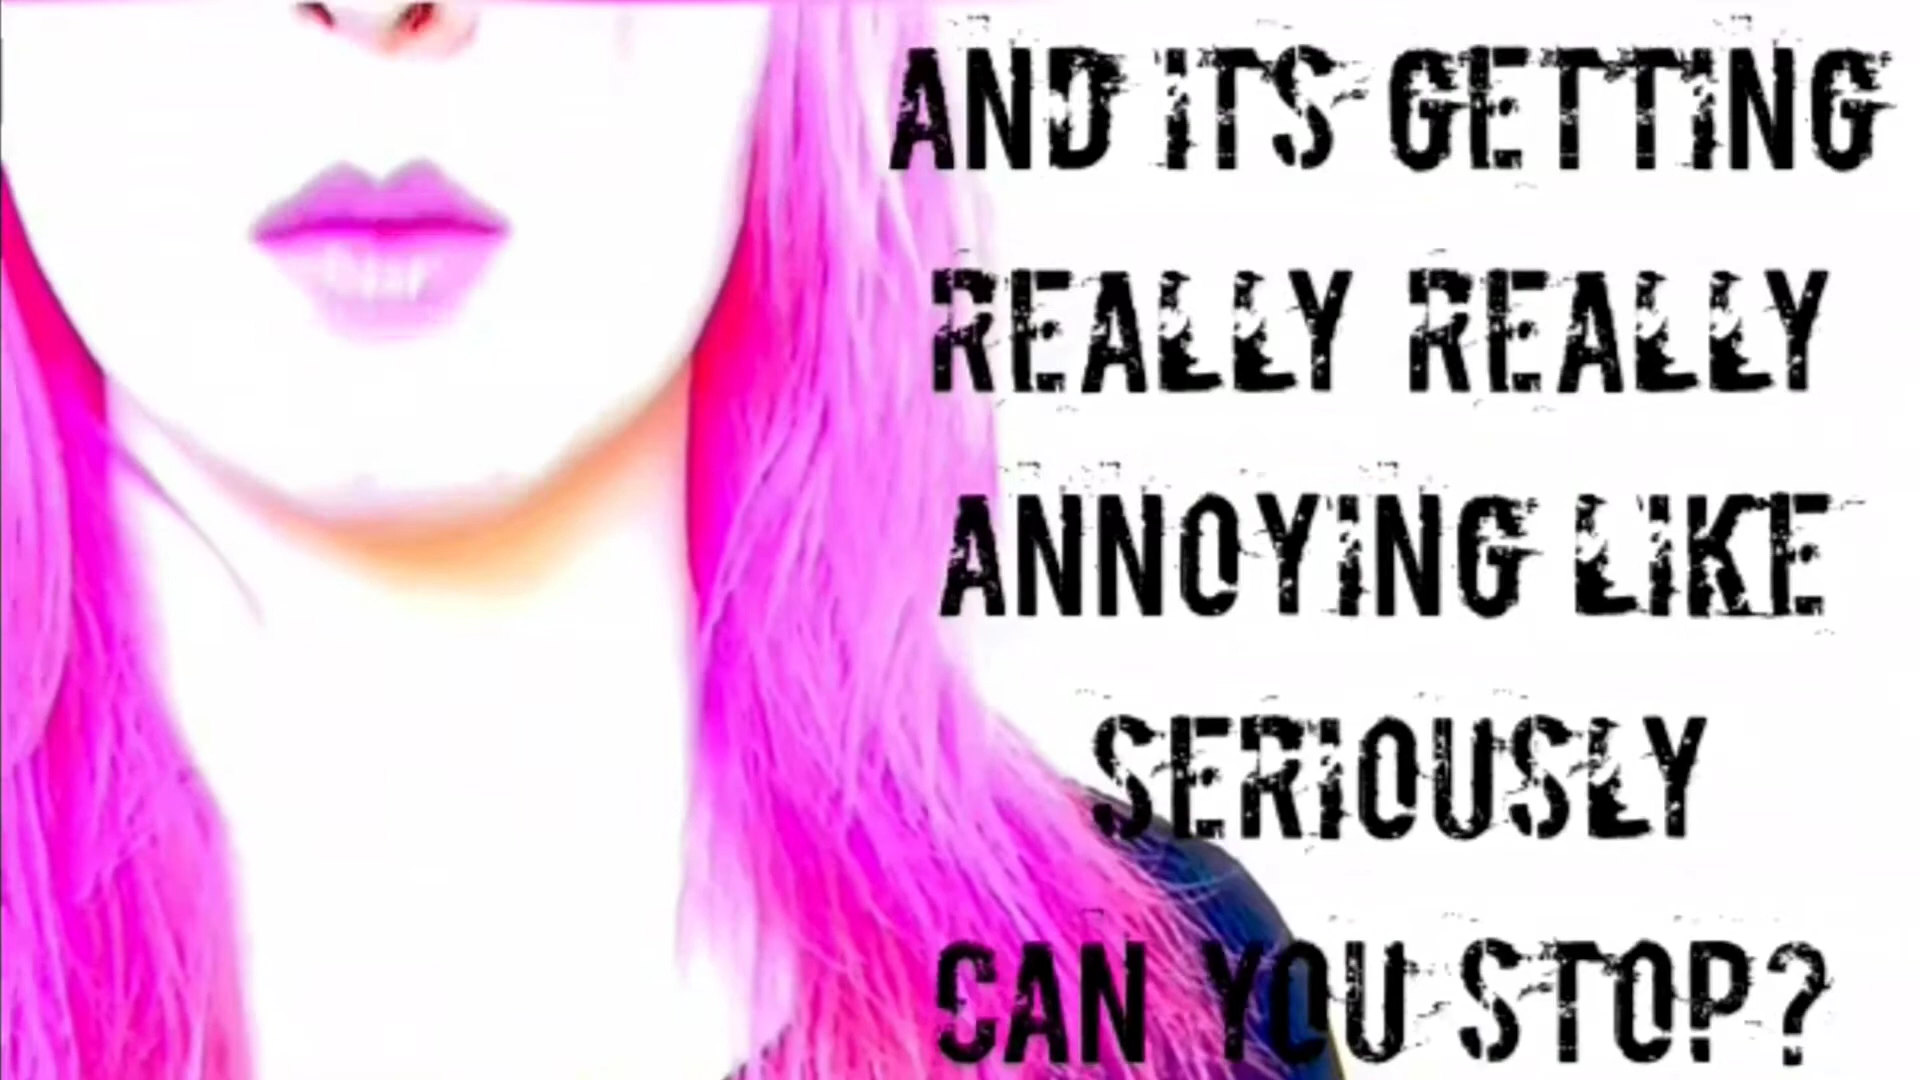 AND ITS GETTING
REALLY REALLY
ANNOYING LIKE
SERIOUSLY
CAN YOU STOP?